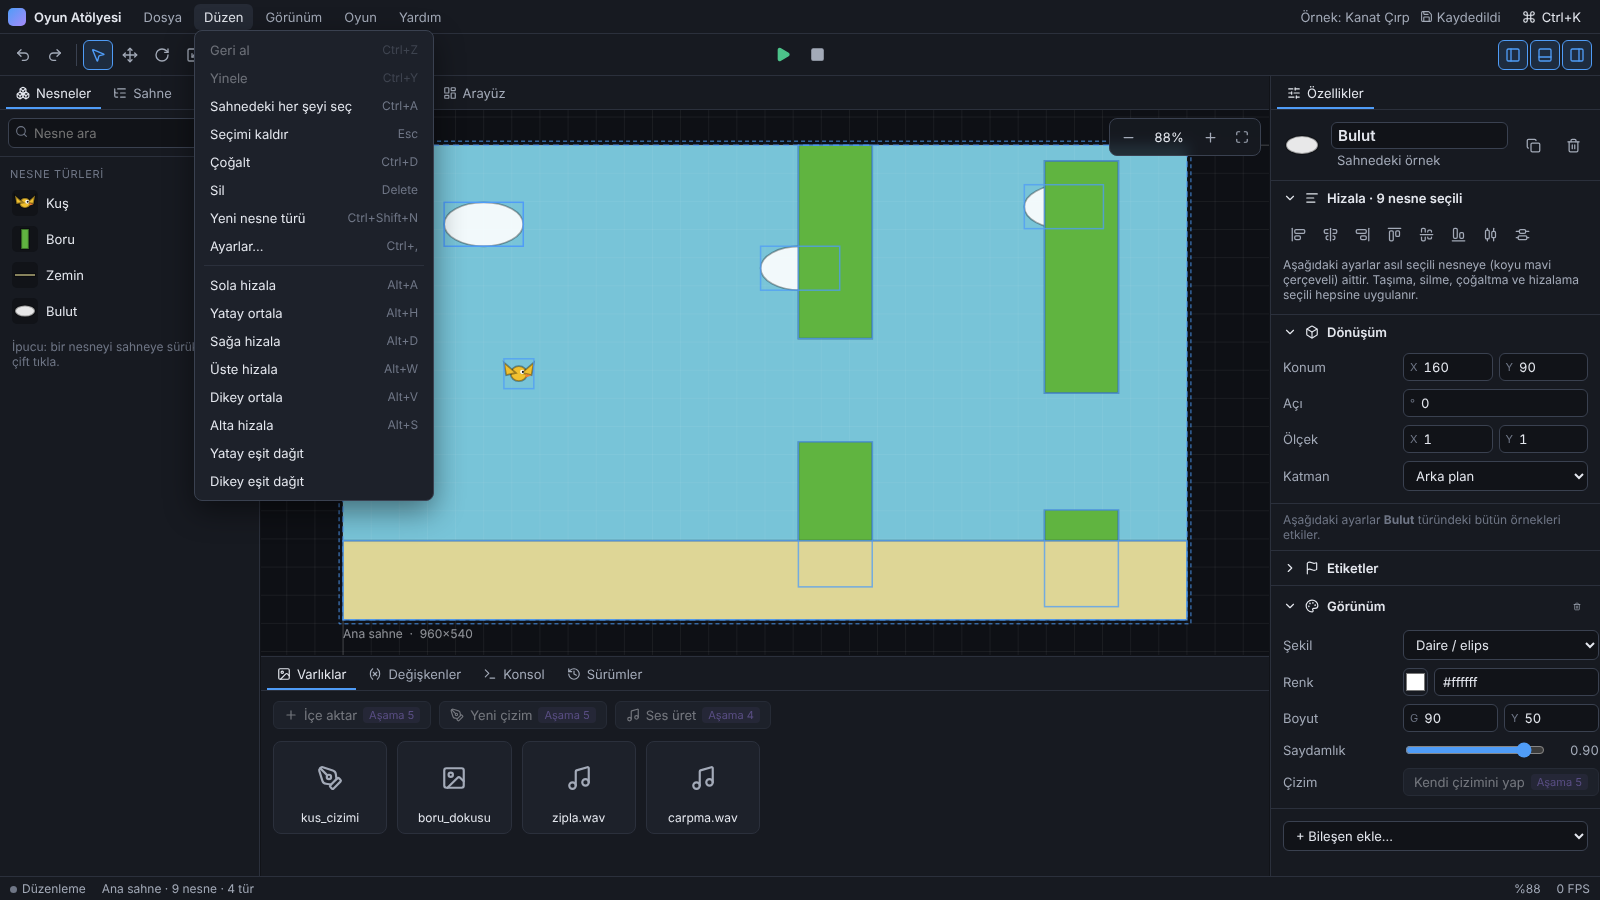 Oyun Atölyesi Dosya Düzen Görünüm Oyun Yardım Örnek: Kanat Çırp Kaydedildi Ctrl+K
Nesneler Sahne Arayüz
Nesne ara
NESNE TÜRLERİ
Kuş
Boru
Zemin
Bulut
İpucu: bir nesneyi sahneye
çift tıkla.
Geri al Ctrl+Z
Yinele Ctrl+Y
Sahnedeki her şeyi seç Ctrl+A
Seçimi kaldır Esc
Çoğalt Ctrl+D
Sil Delete
Yeni nesne türü Ctrl+Shift+N
Ayarlar... Ctrl+,
Sola hizala Alt+A
Yatay ortala Alt+H
Sağa hizala Alt+D
Üste hizala Alt+W
Dikey ortala Alt+V
Alta hizala Alt+S
Yatay eşit dağıt
Dikey eşit dağıt
88%
Ana sahne · 960×540
Varlıklar Değişkenler Konsol Sürümler
İçe aktar Aşama 5 Yeni çizim Aşama 5 Ses üret Aşama 4
kus_cizimi boru_dokusu zipla.wav carpma.wav
Özellikler
Bulut
Sahnedeki örnek
Hizala · 9 nesne seçili
Aşağıdaki ayarlar asıl seçili nesneye (koyu mavi
çerçeveli) aittir. Taşıma, silme, çoğaltma ve hizalama
seçili hepsine uygulanır.
Dönüşüm
Konum X 160 Y 90
Açı ° 0
Ölçek X 1 Y 1
Katman Arka plan
Aşağıdaki ayarlar Bulut türündeki bütün örnekleri
etkiler.
Etiketler
Görünüm
Şekil Daire / elips
Renk #ffffff
Boyut G 90 Y 50
Saydamlık 0.90
Çizim Kendi çizimini yap Aşama 5
+ Bileşen ekle...
Düzenleme Ana sahne · 9 nesne · 4 tür %88 0 FPS